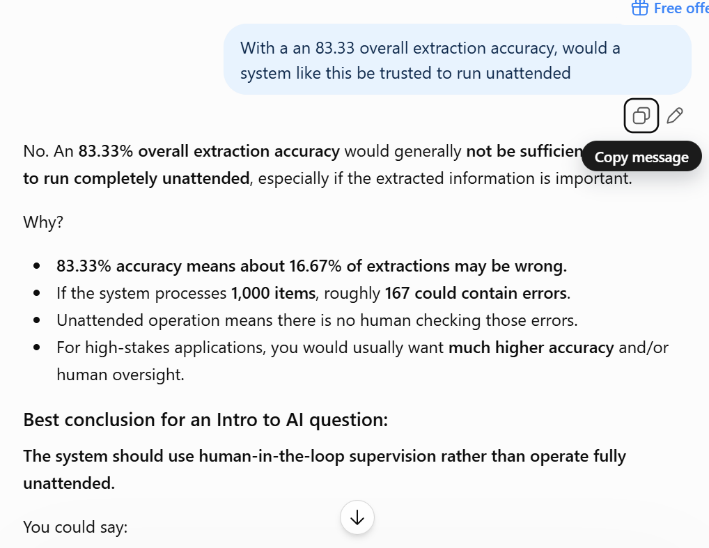 Free offe
With a an 83.33 overall extraction accuracy, would a
system like this be trusted to run unattended
Copy message
No. An 83.33% overall extraction accuracy would generally not be sufficien
to run completely unattended, especially if the extracted information is important.
Why?
• 83.33% accuracy means about 16.67% of extractions may be wrong.
• If the system processes 1,000 items, roughly 167 could contain errors.
• Unattended operation means there is no human checking those errors.
• For high-stakes applications, you would usually want much higher accuracy and/or
human oversight.
Best conclusion for an Intro to AI question:
The system should use human-in-the-loop supervision rather than operate fully
unattended.
You could say: